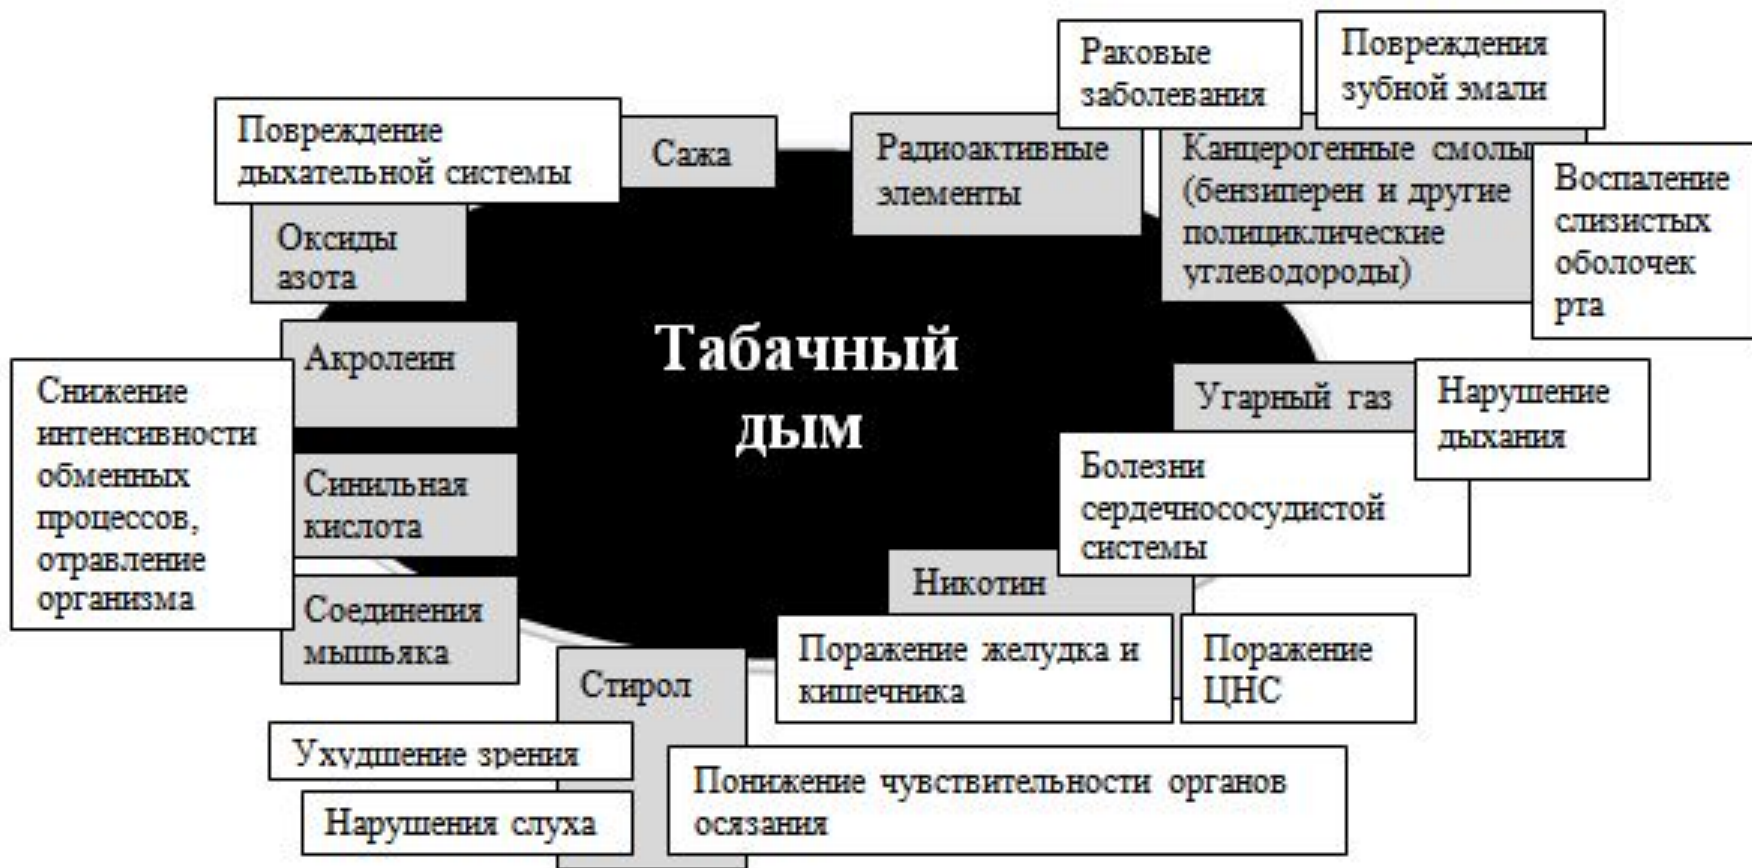 Раковые
заболевания
Повреждения
зубной эмали
Повреждение
дыхательной системы
Сажа
Радиоактивные
элементы
Канцерогенные смолы
(бензиперен и другие
полициклические
углеводороды)
Воспаление
слизистых
оболочек
рта
Оксиды
азота
Табачный
дым
Акролеин
Снижение
интенсивности
обменных
процессов,
отравление
организма
Угарный газ
Нарушение
дыхания
Болезни
сердечнососудистой
системы
Синильная
кислота
Никотин
Соединения
мышьяка
Поражение желудка и
кишечника
Поражение
ЦНС
Стирол
Ухудшение зрения
Нарушения слуха
Понижение чувствительности органов
осязания